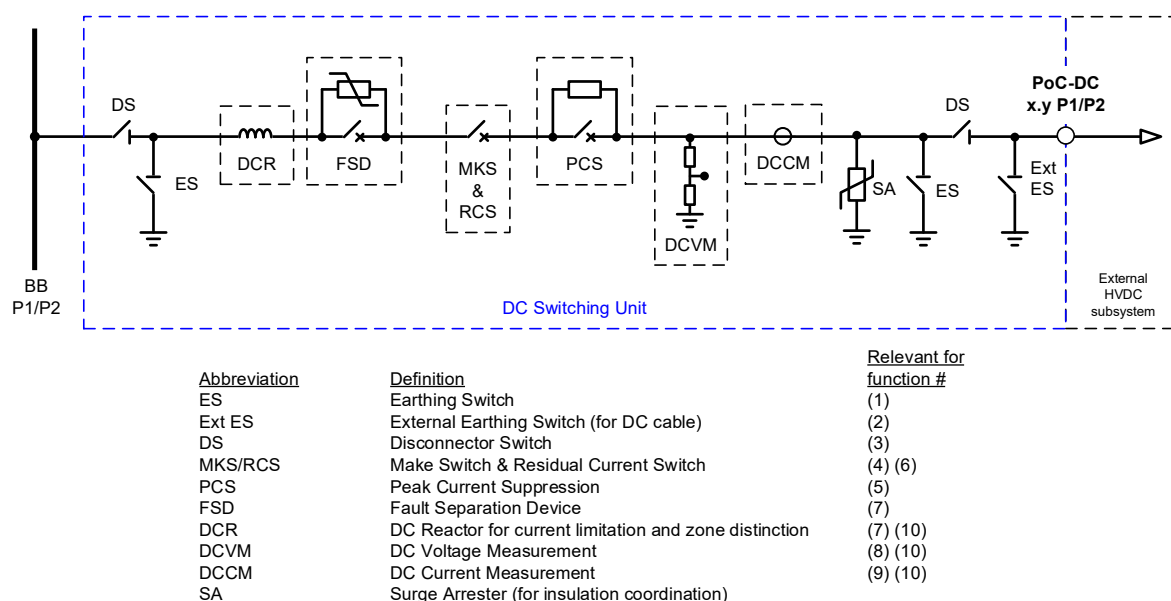 PoC-DC
x.y P1/P2
DS
DS
DCR
FSD
MKS
&
RCS
PCS
DCCM
ES
SA
ES
Ext
ES
DCVM
BB
P1/P2
DC Switching Unit
External
HVDC
subsystem
Relevant for
Abbreviation Definition function #
ES Earthing Switch (1)
Ext ES External Earthing Switch (for DC cable) (2)
DS Disconnector Switch (3)
MKS/RCS Make Switch & Residual Current Switch (4) (6)
PCS Peak Current Suppression (5)
FSD Fault Separation Device (7)
DCR DC Reactor for current limitation and zone distinction (7) (10)
DCVM DC Voltage Measurement (8) (10)
DCCM DC Current Measurement (9) (10)
SA Surge Arrester (for insulation coordination)